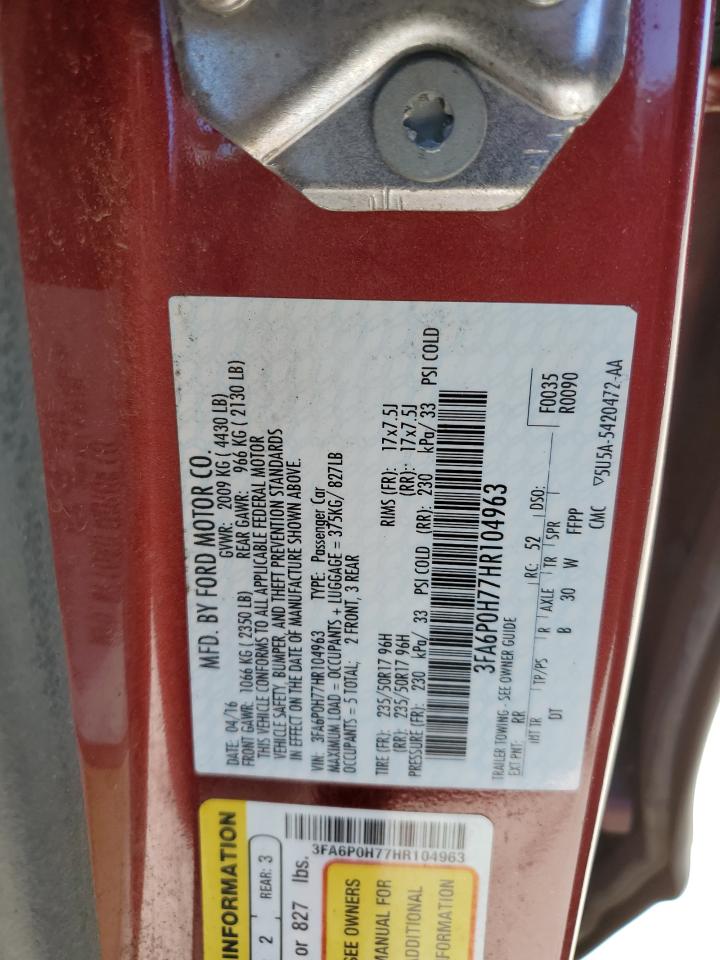 MFD. BY FORD MOTOR CO.
DATE: 04/16 GVWR: 2009 KG ( 4430 LB)
FRONT GAWR: 1066 KG ( 2350 LB) REAR GAWR: 966 KG ( 2130 LB)
THIS VEHICLE CONFORMS TO ALL APPLICABLE FEDERAL MOTOR
VEHICLE SAFETY, BUMPER, AND THEFT PREVENTION STANDARDS
IN EFFECT ON THE DATE OF MANUFACTURE SHOWN ABOVE.
VIN: 3FA6P0H77HR104963 TYPE: Passenger Car
MAXIMUM LOAD = OCCUPANTS + LUGGAGE = 375KG/ 827LB
OCCUPANTS = 5 TOTAL; 2 FRONT, 3 REAR
TIRE (FR): 235/50R17 96H RIMS (FR): 17x7.5J
(RR): 235/50R17 96H (RR): 17x7.5J
PRESSURE (FR): 230 kPa/ 33 PSI COLD (RR): 230 kPa/ 33 PSI COLD
3FA6P0H77HR104963
TRAILER TOWING - SEE OWNER GUIDE
EXT PNT: RR RC: 52 DSO: F0035
R0090
INT TR TP/PS R AXLE TR SPR
DT B 30 W FFPP
CMC ▽5U5A-5420472-AA
INFORMATION
2 REAR: 3
or 827 lbs.
3FA6P0H77HR104963
SEE OWNERS
MANUAL FOR
ADDITIONAL
INFORMATION